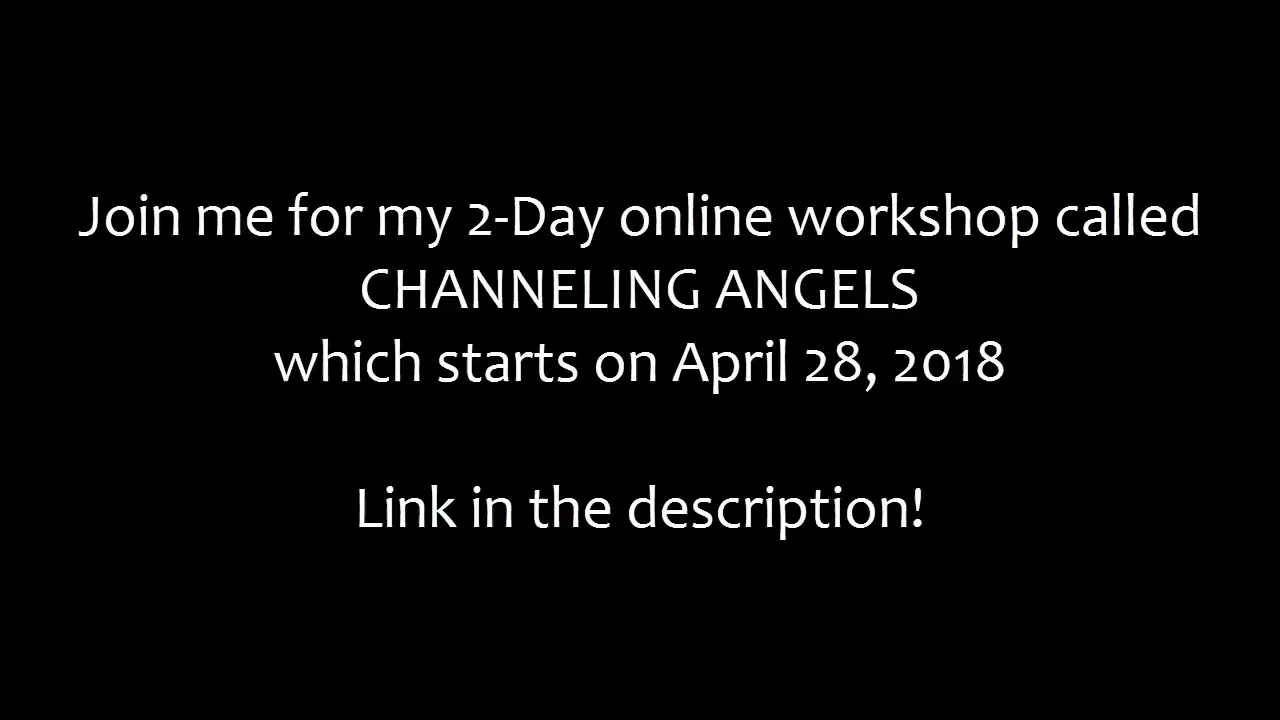 Join me for my 2-Day online workshop called
CHANNELING ANGELS
which starts on April 28, 2018
Link in the description!